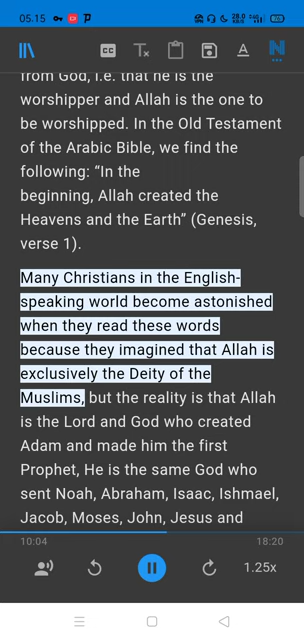 05.15
28.0
KB/s
CC
from God, i.e. that he is the
worshipper and Allah is the one to
be worshipped. In the Old Testament
of the Arabic Bible, we find the
following: “In the
beginning, Allah created the
Heavens and the Earth” (Genesis,
verse 1).
Many Christians in the English-
speaking world become astonished
when they read these words
because they imagined that Allah is
exclusively the Deity of the
Muslims, but the reality is that Allah
is the Lord and God who created
Adam and made him the first
Prophet, He is the same God who
sent Noah, Abraham, Isaac, Ishmael,
Jacob, Moses, John, Jesus and
10:04
18:20
1.25x